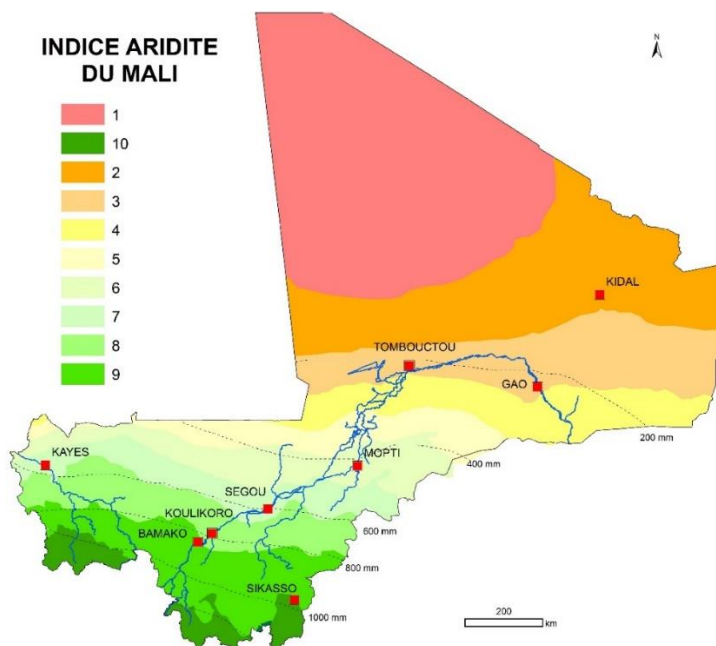 INDICE ARIDITE
DU MALI
N
1
10
2
3
4
5
6
7
8
9
KIDAL
TOMBOUCTOU
GAO
200 mm
KAYES
MOPTI
400 mm
SEGOU
KOULIKORO
600 mm
BAMAKO
800 mm
SIKASSO
1000 mm
200
km